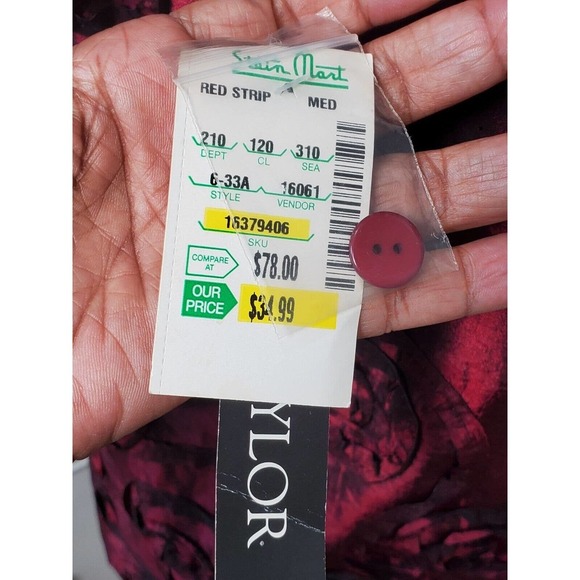 Stein Mart
RED STRIP MED
210 120 310
DEPT CL SEA
6-33A 16061
STYLE VENDOR
16379406
SKU
COMPARE AT $78.00
OUR PRICE $34.99
YLOR